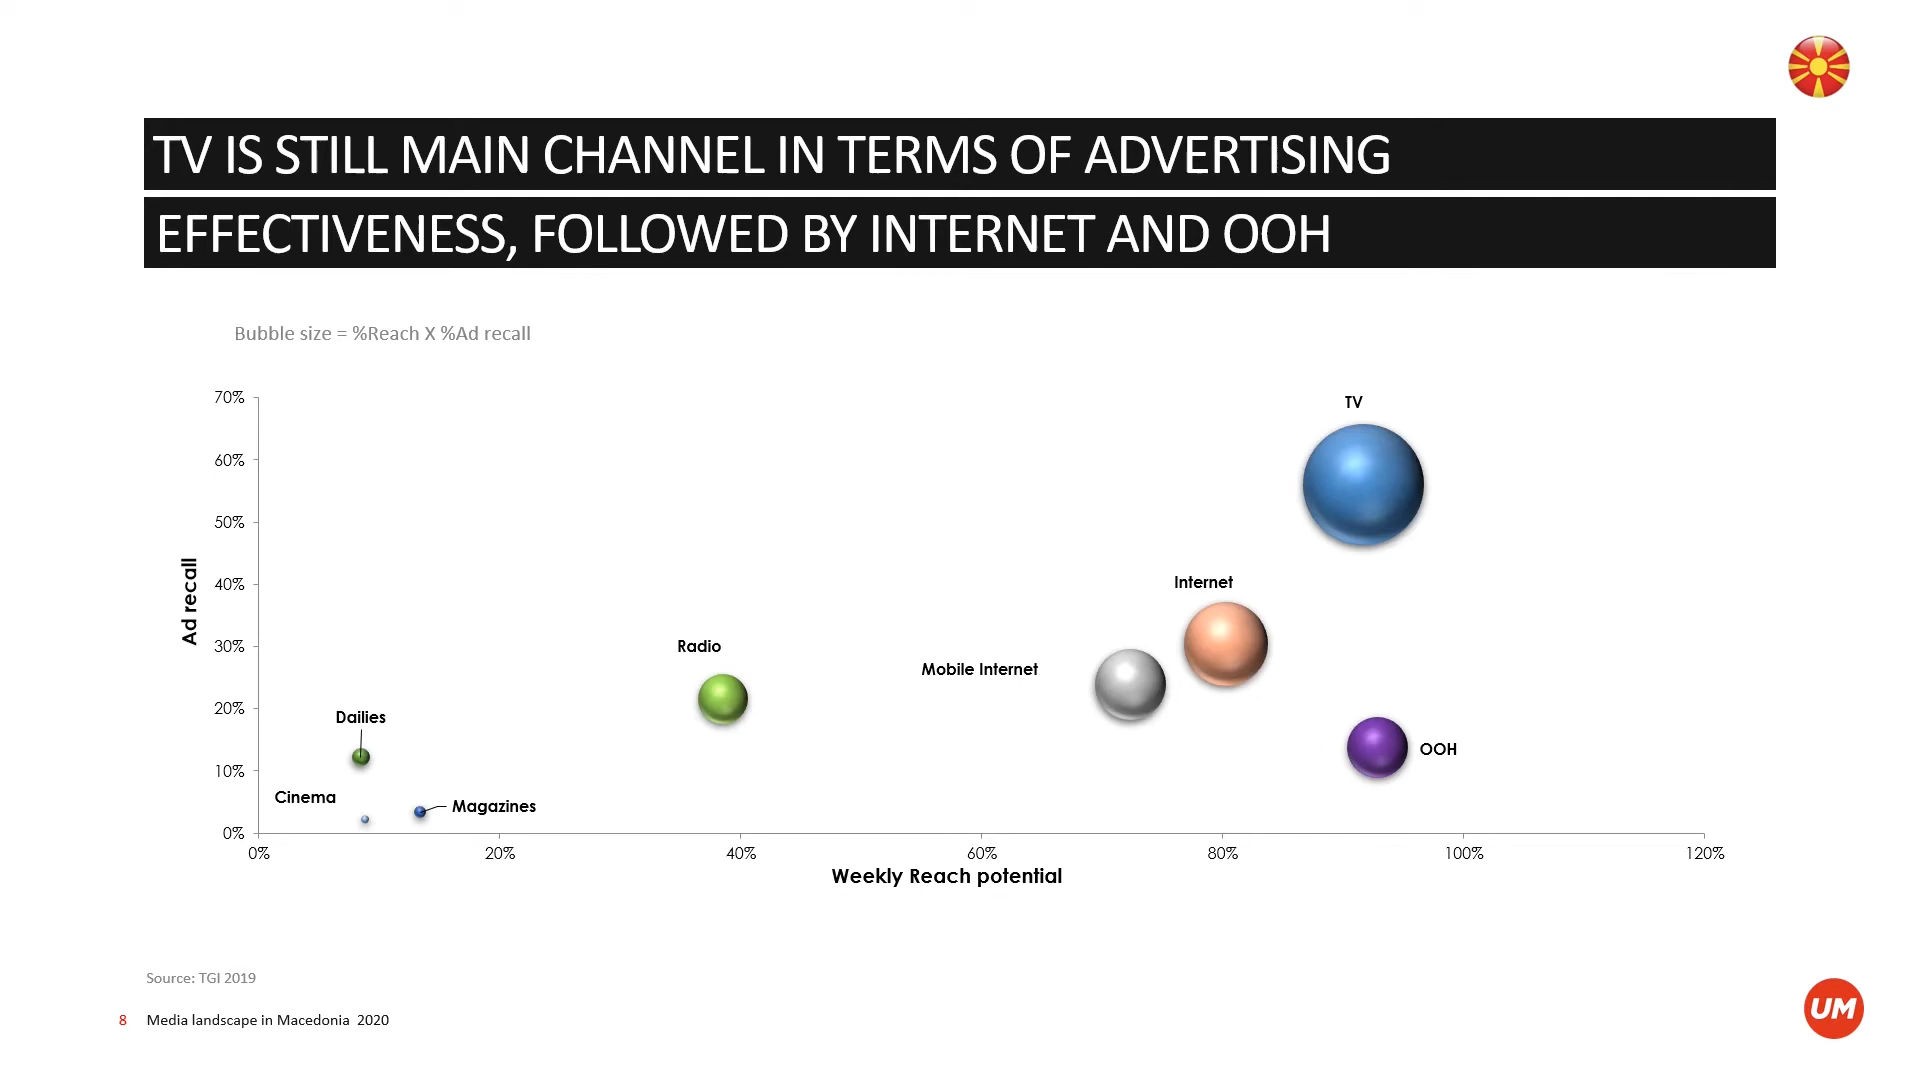 TV IS STILL MAIN CHANNEL IN TERMS OF ADVERTISING
EFFECTIVENESS, FOLLOWED BY INTERNET AND OOH
Bubble size = %Reach X %Ad recall
70%
60%
50%
40%
30%
20%
10%
0%
Ad recall
TV
Internet
Radio
Mobile Internet
Dailies
OOH
Cinema
Magazines
0%
20%
40%
60%
80%
100%
120%
Weekly Reach potential
Source: TGI 2019
8 Media landscape in Macedonia 2020
UM